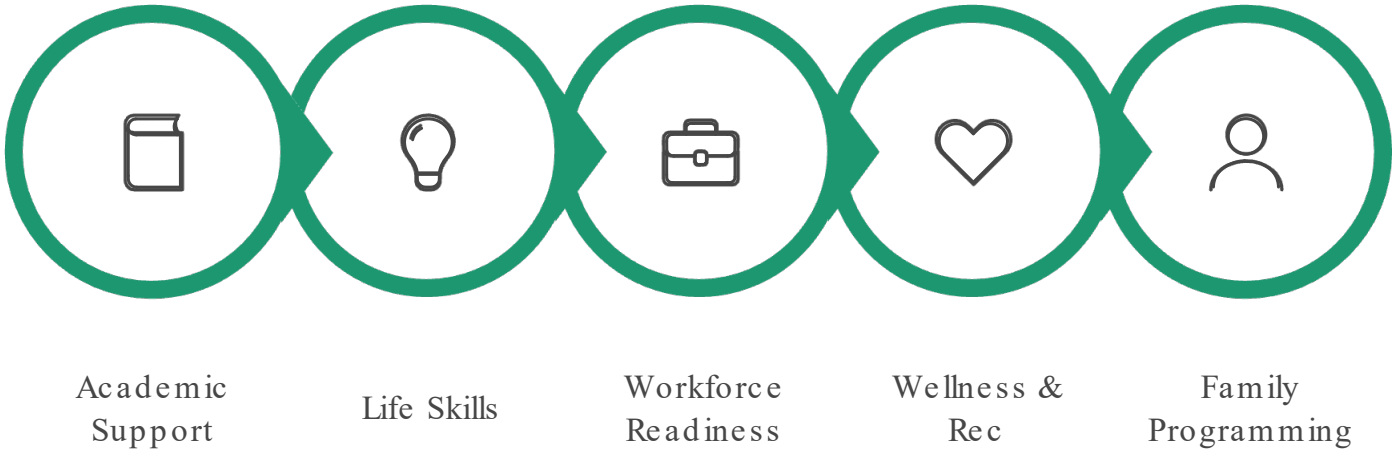 Academic
Support
Life Skills
Workforce
Readiness
Wellness &
Rec
Family
Programming